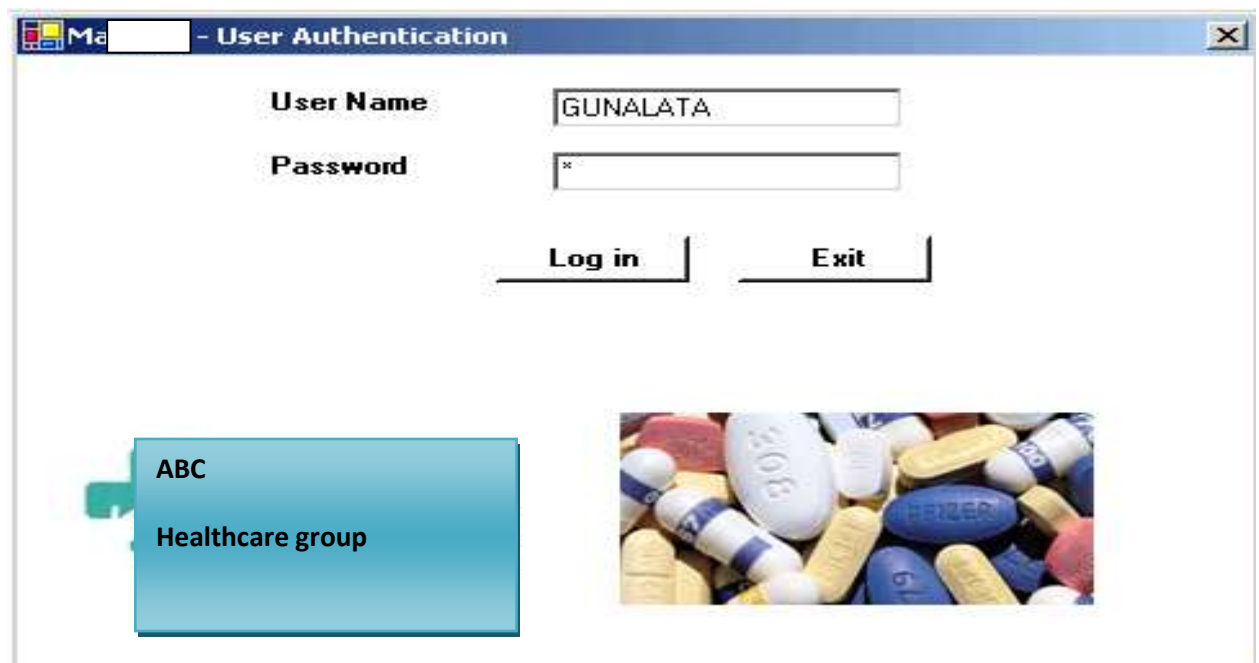 Ma - User Authentication
User Name GUNALATA
Password *
Log in Exit
ABC
Healthcare group